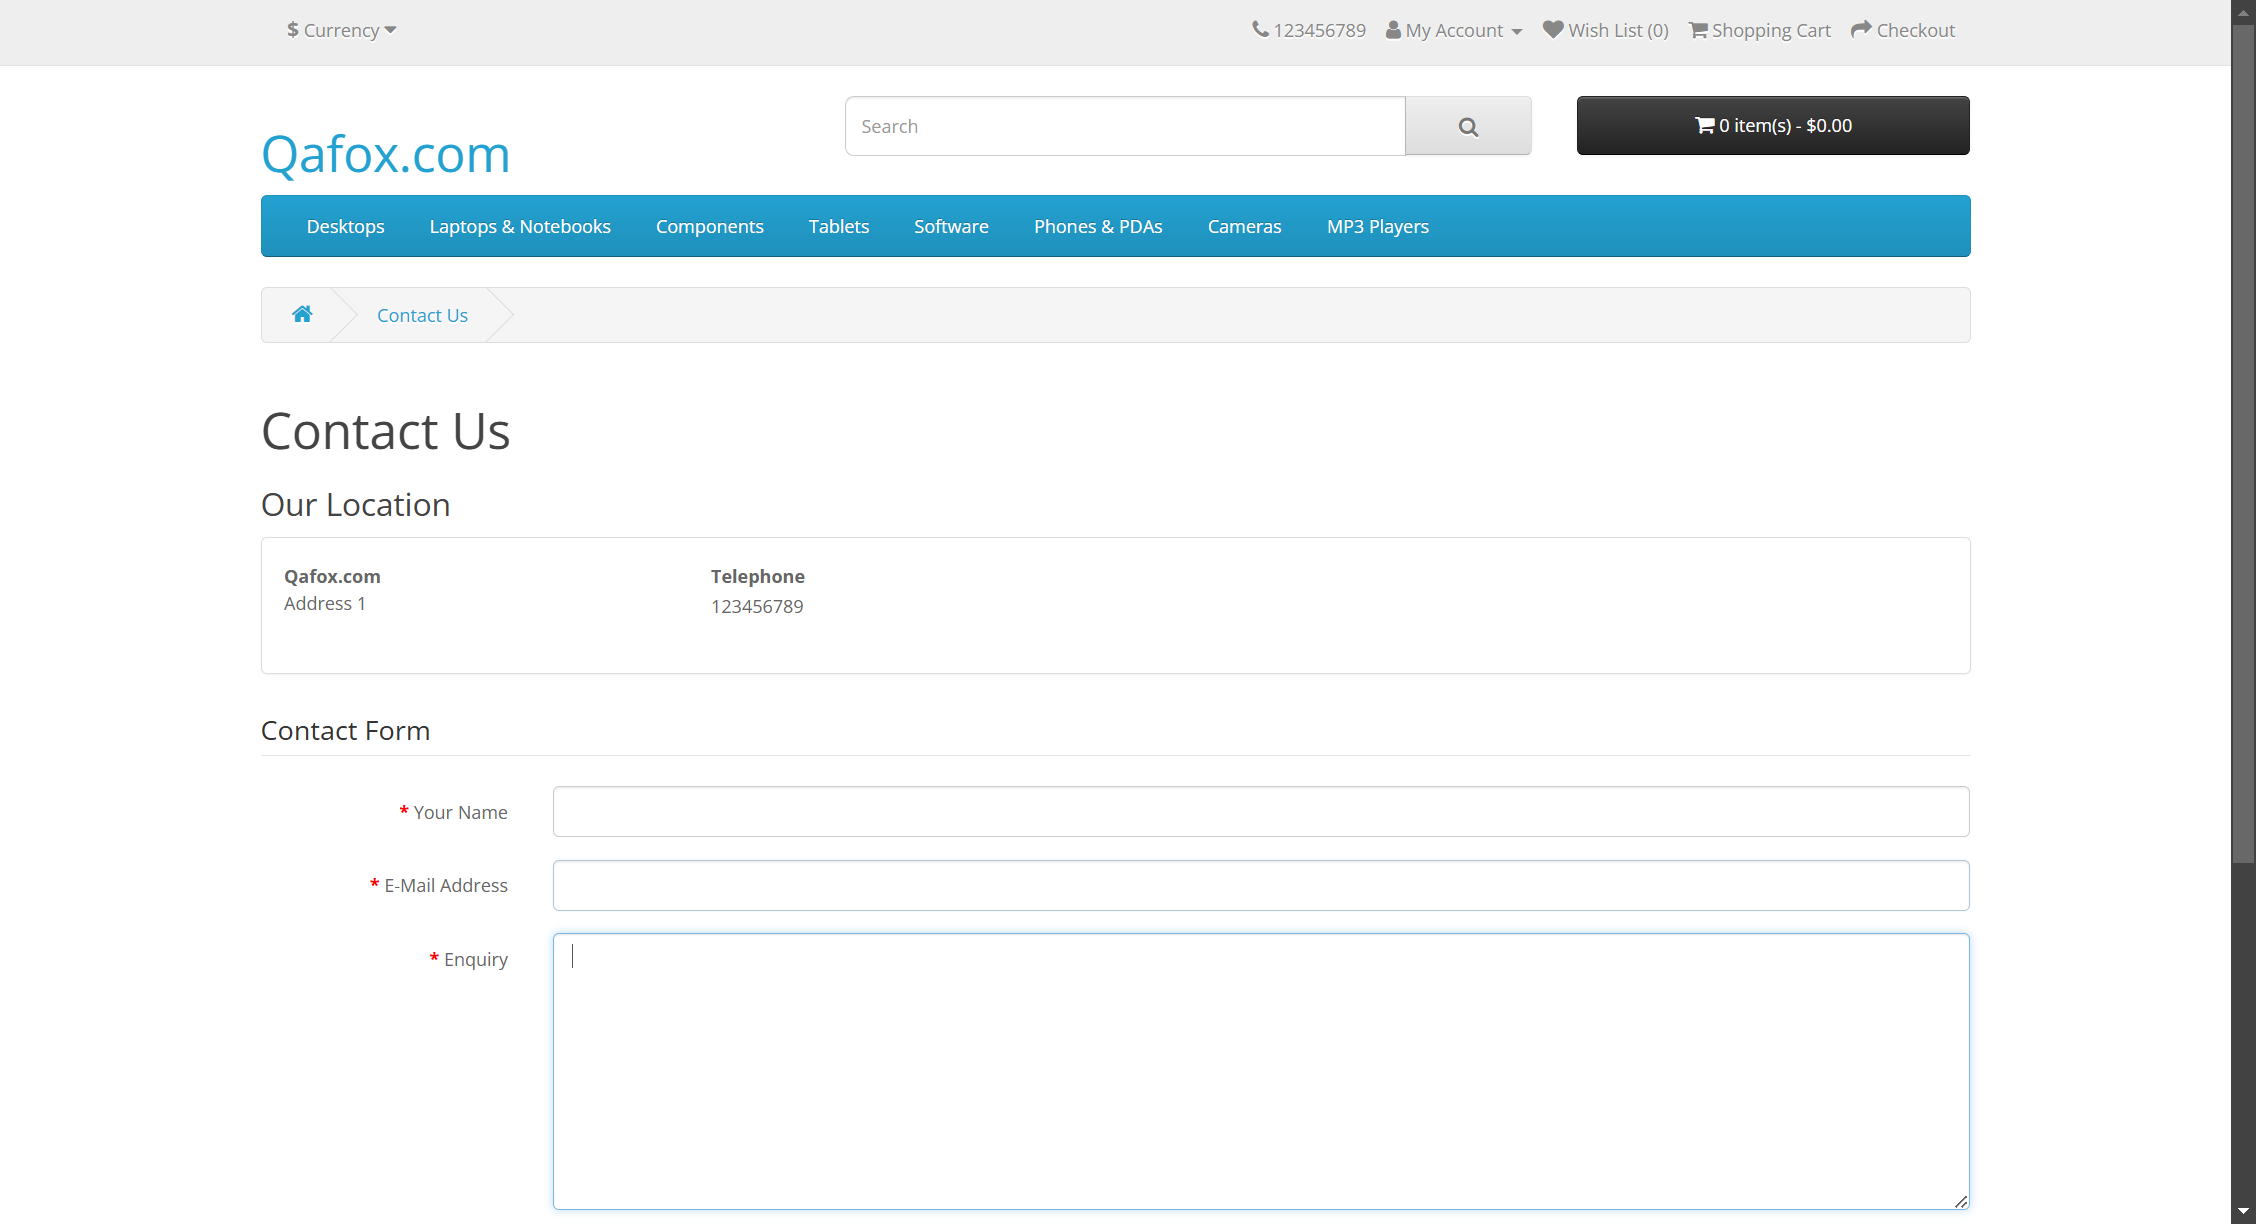 $ Currency
123456789 My Account Wish List (0) Shopping Cart Checkout
Qafox.com
Search
0 item(s) - $0.00
Desktops Laptops & Notebooks Components Tablets Software Phones & PDAs Cameras MP3 Players
Contact Us
Contact Us
Our Location
Qafox.com
Address 1
Telephone
123456789
Contact Form
* Your Name
* E-Mail Address
* Enquiry